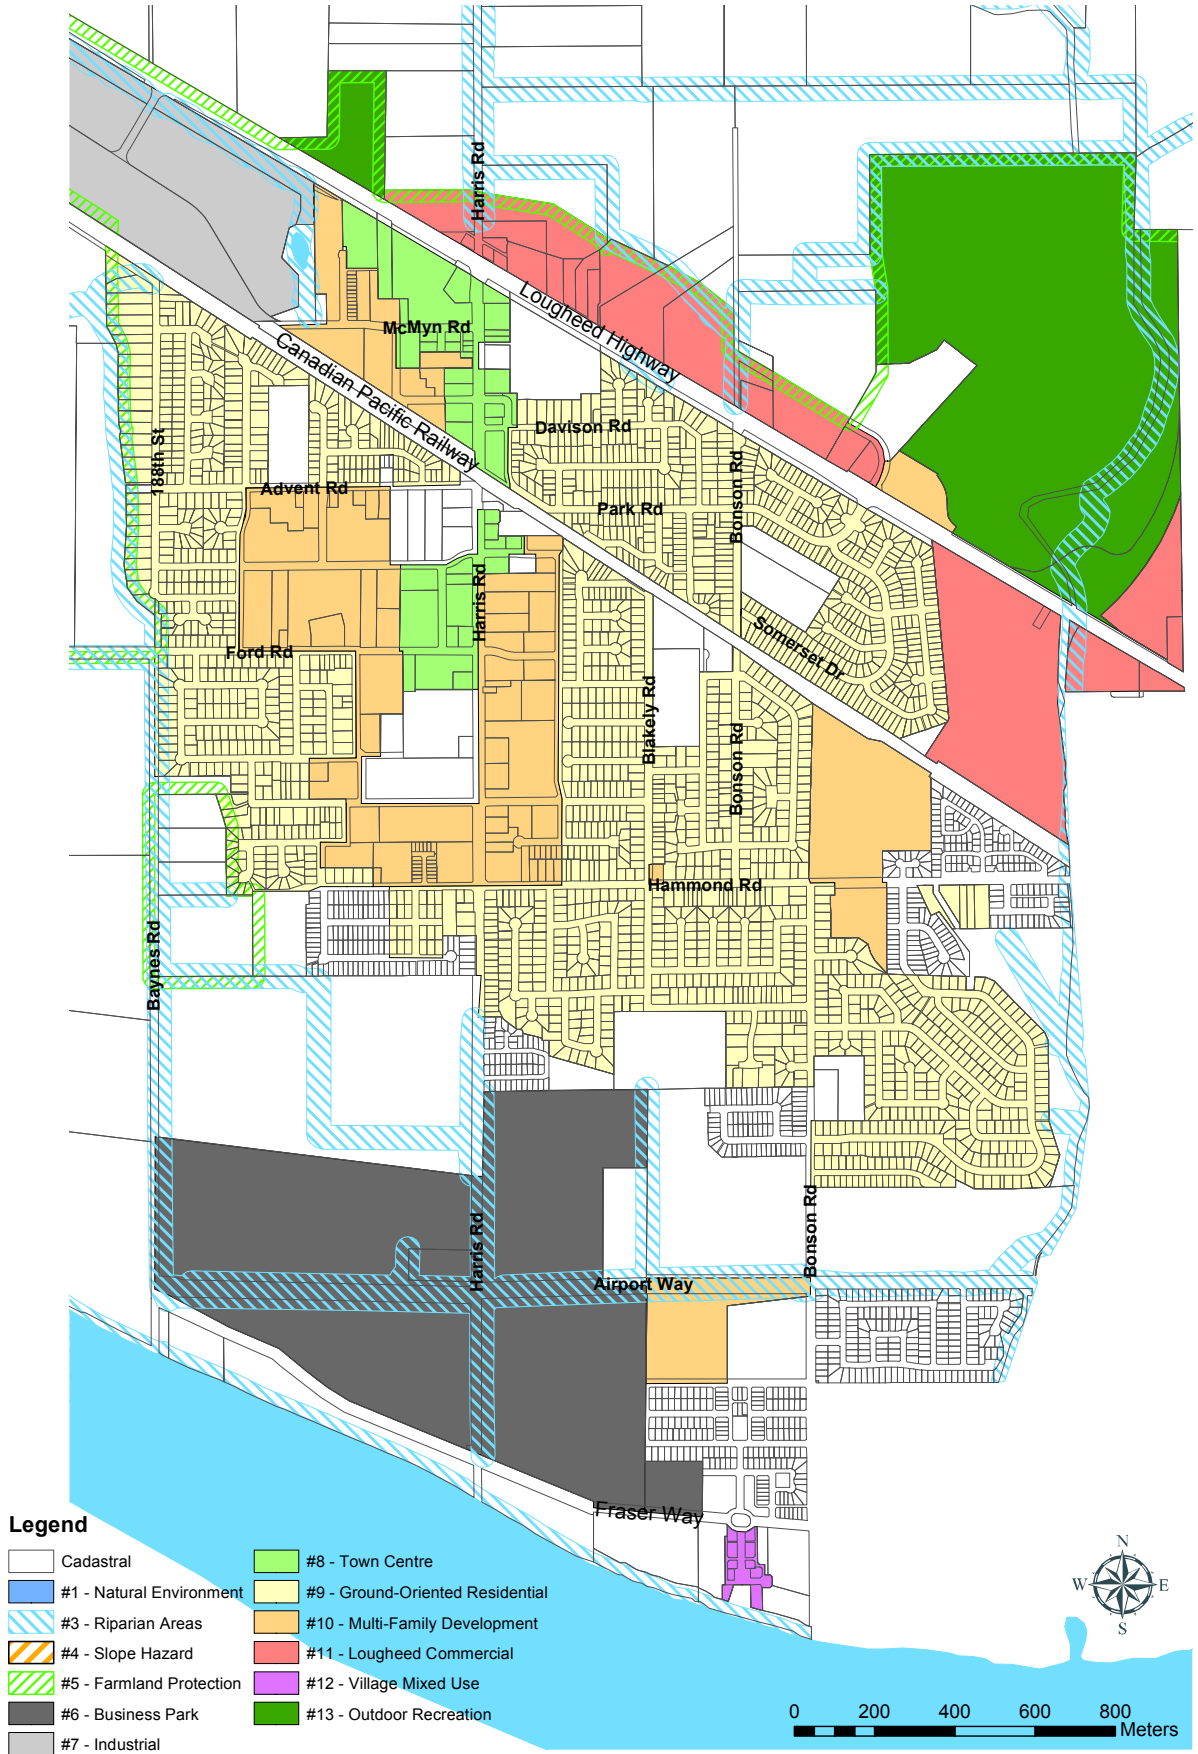 Harris Rd
Lougheed Highway
McMyn Rd
Canadian Pacific Railway
Davison Rd
188th St
Bonson Rd
Advent Rd
Park Rd
Harris Rd
Somerset Dr
Ford Rd
Blakely Rd
Bonson Rd
Hammond Rd
Baynes Rd
Bonson Rd
Harris Rd
Airport Way
Fraser Way
Legend
Cadastral
#1 - Natural Environment
#3 - Riparian Areas
#4 - Slope Hazard
#5 - Farmland Protection
#6 - Business Park
#7 - Industrial
#8 - Town Centre
#9 - Ground-Oriented Residential
#10 - Multi-Family Development
#11 - Lougheed Commercial
#12 - Village Mixed Use
#13 - Outdoor Recreation
N
W E
S
0 200 400 600 800
Meters